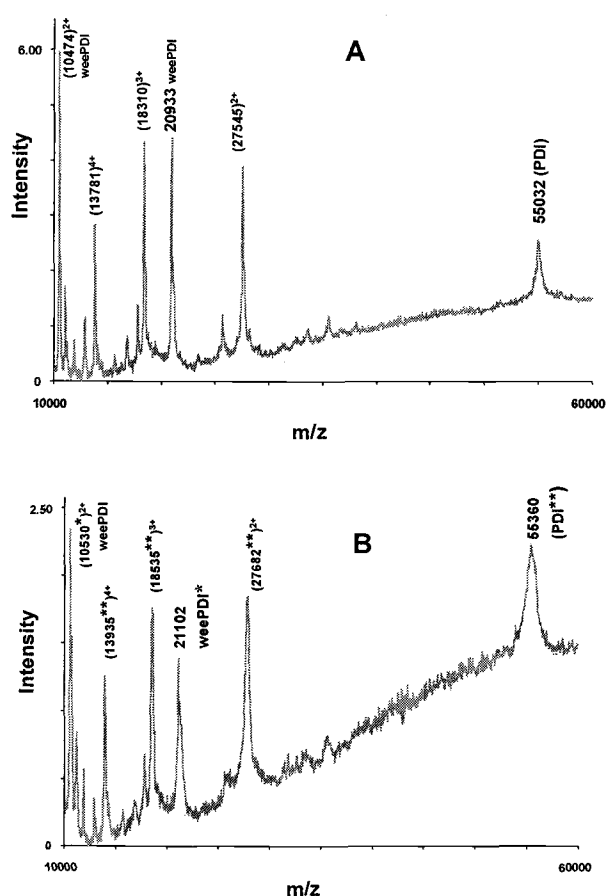 A
6.00
Intensity
0
(10474)2+
weePDI
(13781)4+
(18310)3+
20933 weePDI
(27545)2+
55032 (PDI)
10000
60000
m/z
B
2.50
Intensity
0
(10530*)2+
weePDI
(13935**)4+
(18535**)3+
21102
weePDI*
(27682**)2+
55360
(PDI**)
10000
60000
m/z